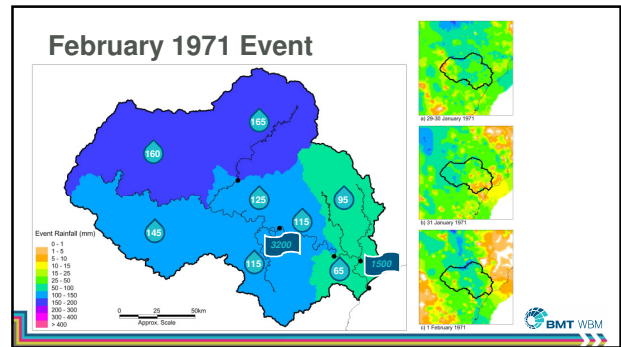 February 1971 Event
165
160
125
95
115
145
3200
115
65
1500
Event Rainfall (mm)
0 - 1
1 - 5
5 - 10
10 - 15
15 - 25
25 - 50
50 - 100
100 - 150
150 - 200
200 - 300
300 - 400
> 400
0 25 50km
Approx. Scale
a) 29-30 January 1971
b) 31 January 1971
c) 1 February 1971
BMT WBM